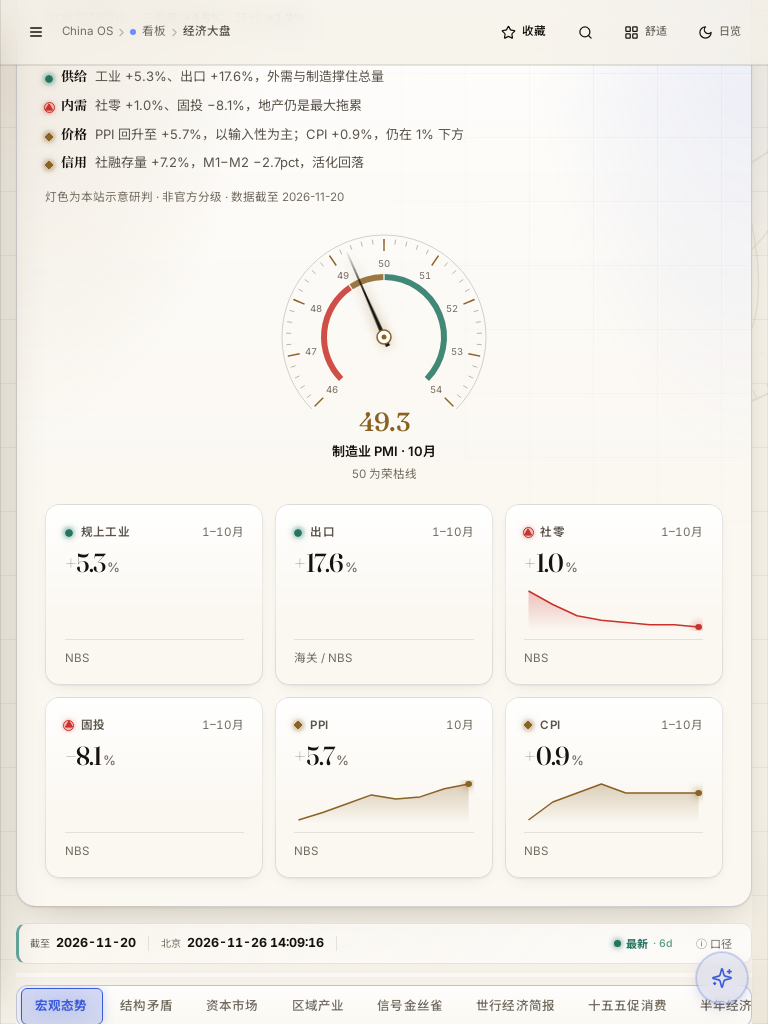 China OS › 看板 › 经济大盘
收藏 舒适 日览
供给 工业 +5.3%、出口 +17.6%，外需与制造撑住总量
内需 社零 +1.0%、固投 −8.1%，地产仍是最大拖累
价格 PPI 回升至 +5.7%，以输入性为主；CPI +0.9%，仍在 1% 下方
信用 社融存量 +7.2%，M1−M2 −2.7pct，活化回落
灯色为本站示意研判 · 非官方分级 · 数据截至 2026-11-20
46 47 48 49 50 51 52 53 54
49.3
制造业 PMI · 10月
50 为荣枯线
规上工业 1–10月
+5.3%
NBS
出口 1–10月
+17.6%
海关 / NBS
社零 1–10月
+1.0%
NBS
固投 1–10月
−8.1%
NBS
PPI 10月
+5.7%
NBS
CPI 1–10月
+0.9%
NBS
截至 2026-11-20 北京 2026-11-26 14:09:16 最新 · 6d ⓘ 口径
宏观态势 结构矛盾 资本市场 区域产业 信号金丝雀 世行经济简报 十五五促消费 半年经济